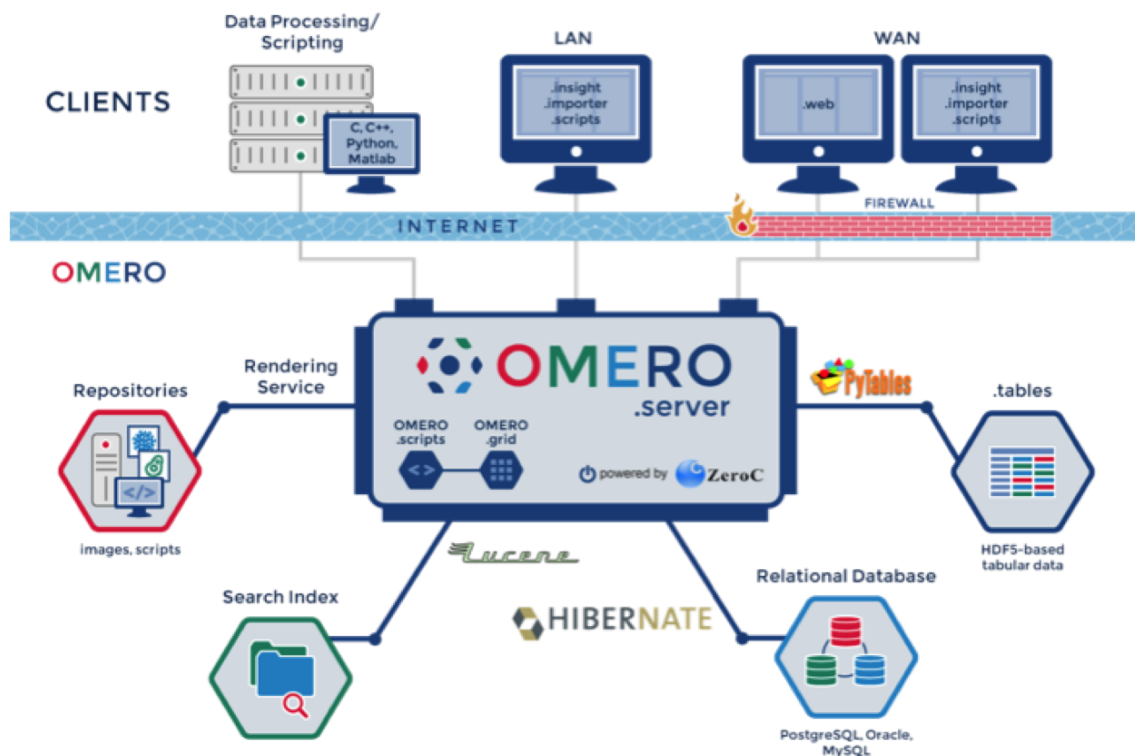 Data Processing/
Scripting
LAN
WAN
CLIENTS
C, C++,
Python,
Matlab
.insight
.importer
.scripts
.web
.insight
.importer
.scripts
INTERNET
FIREWALL
OMERO
OMERO
.server
Rendering
Service
Repositories
images, scripts
OMERO
.scripts
OMERO
.grid
powered by ZeroC
PyTables
.tables
HDF5-based
tabular data
Lucene
Search Index
HIBERNATE
Relational Database
PostgreSQL, Oracle,
MySQL